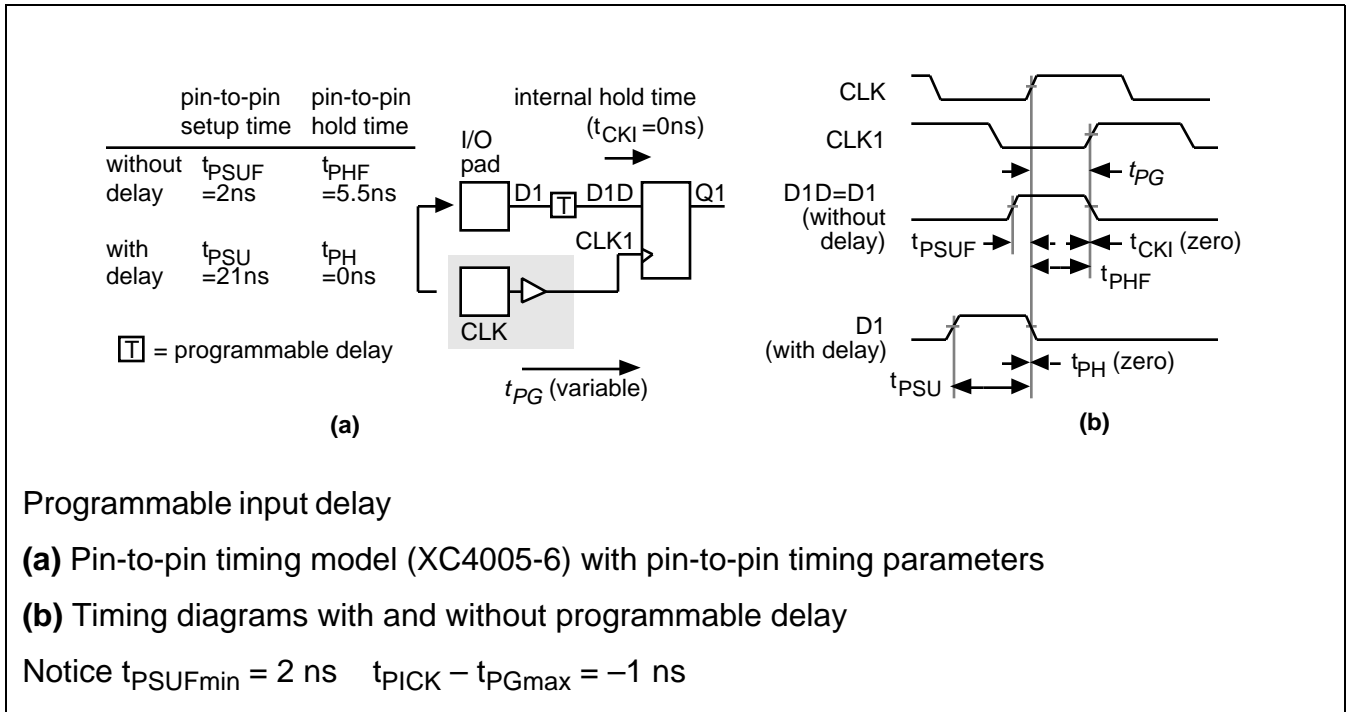 pin-to-pin setup time
pin-to-pin hold time
without delay
tPSUF =2ns
tPHF =5.5ns
with delay
tPSU =21ns
tPH =0ns
T = programmable delay
internal hold time
(tCKI =0ns)
I/O pad
D1
T
D1D
Q1
CLK1
CLK
tPG (variable)
(a)
CLK
CLK1
tPG
D1D=D1
(without delay)
tPSUF
tCKI (zero)
tPHF
D1
(with delay)
tPH (zero)
tPSU
(b)
Programmable input delay
(a) Pin-to-pin timing model (XC4005-6) with pin-to-pin timing parameters
(b) Timing diagrams with and without programmable delay
Notice tPSUFmin = 2 ns tPICK – tPGmax = –1 ns